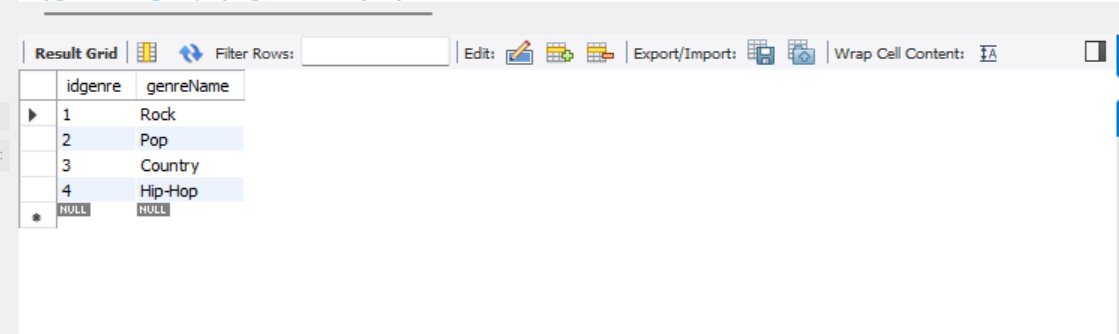 Result Grid Filter Rows: Edit: Export/Import: Wrap Cell Content: IA
idgenre genreName
1 Rock
2 Pop
3 Country
4 Hip-Hop
NULL NULL